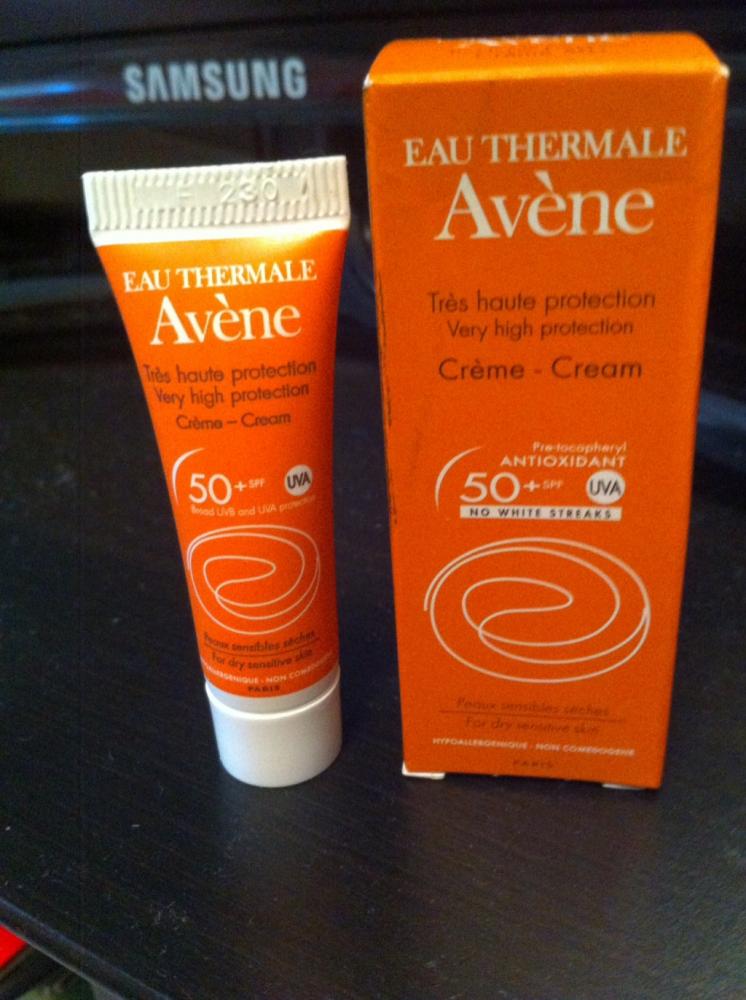 SAMSUNG
230
EAU THERMALE
Avène
Très haute protection
Very high protection
Crème – Cream
50+ SPF UVA
Broad UVB and UVA protection
Peaux sensibles sèches
For dry sensitive skin
NON
PARIS
Avène
EAU THERMALE
Avène
Très haute protection
Very high protection
Crème - Cream
Pre-tocopheryl
ANTIOXIDANT
50+ SPF UVA
NO WHITE STREAKS
Peaux sensibles sèches
For dry sensitive skin
HYPOALLERGENIQUE - NON COMEDOGENE
PARIS